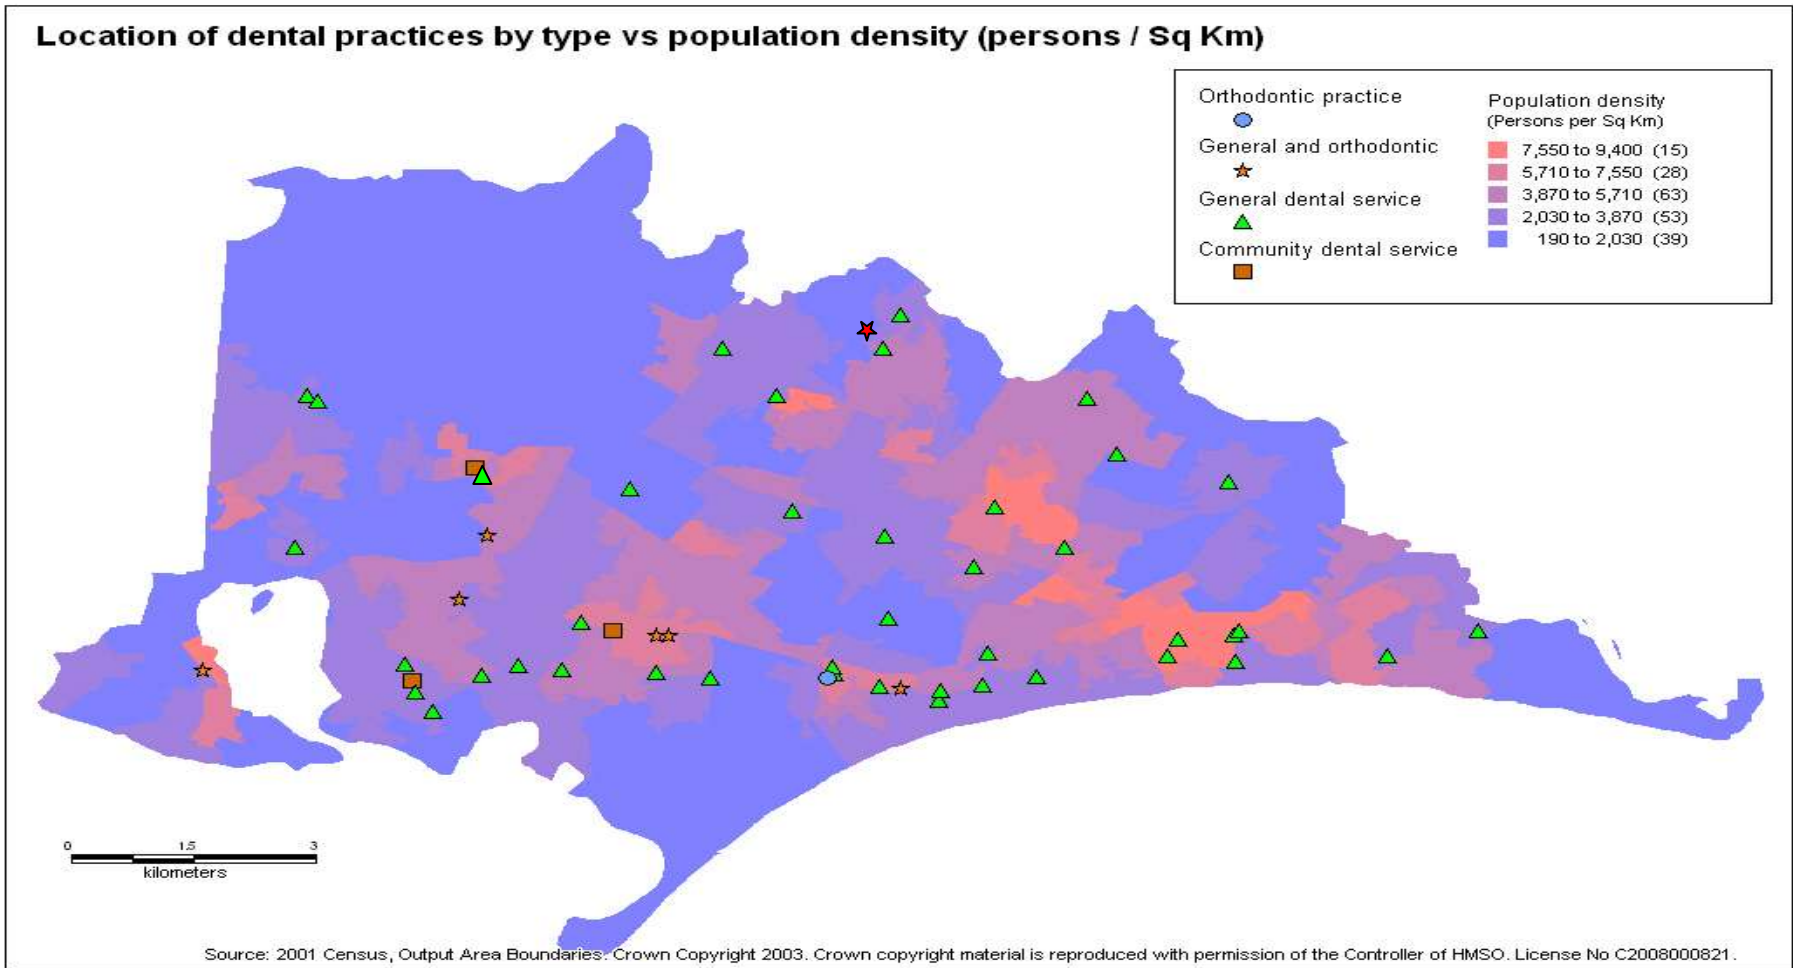 Location of dental practices by type vs population density (persons / Sq Km)
Orthodontic practice
General and orthodontic
General dental service
Community dental service
Population density
(Persons per Sq Km)
7,550 to 9,400 (15)
5,710 to 7,550 (28)
3,870 to 5,710 (63)
2,030 to 3,870 (53)
190 to 2,030 (39)
0 1.5 3
kilometers
Source: 2001 Census, Output Area Boundaries. Crown Copyright 2003. Crown copyright material is reproduced with permission of the Controller of HMSO. License No C2008000821.